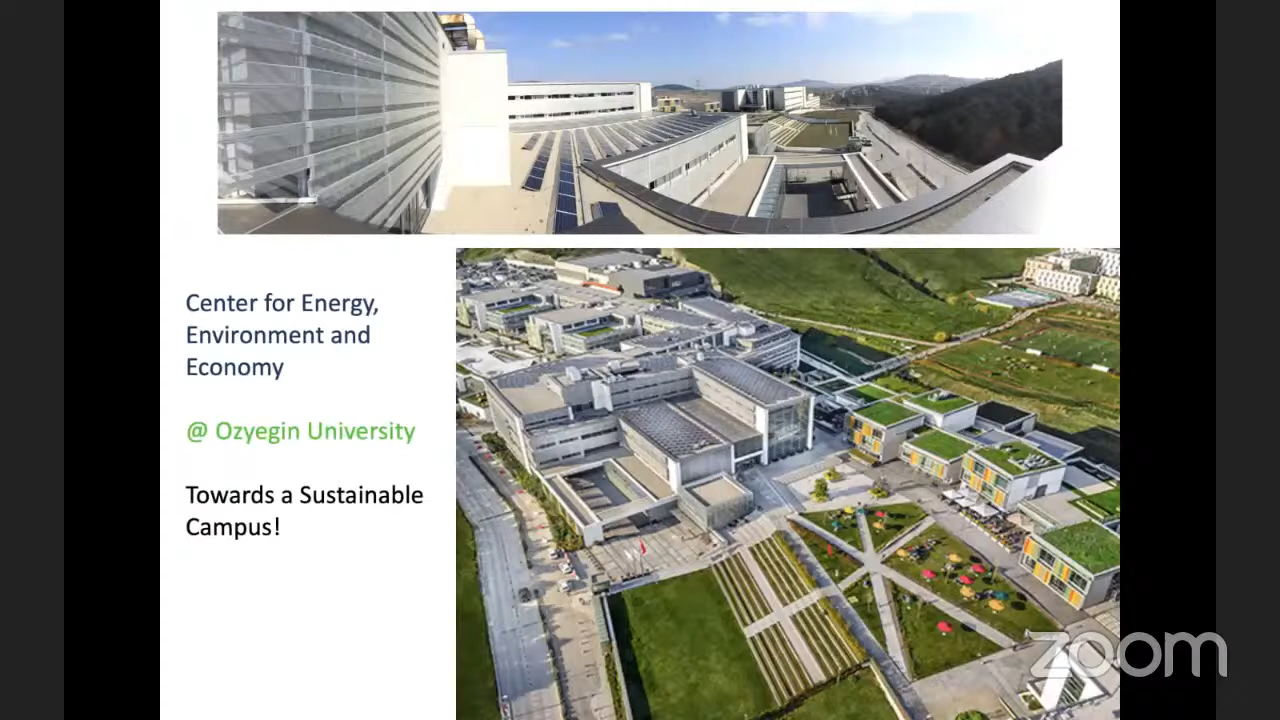 Center for Energy,
Environment and
Economy
@ Ozyegin University
Towards a Sustainable
Campus!
zoom